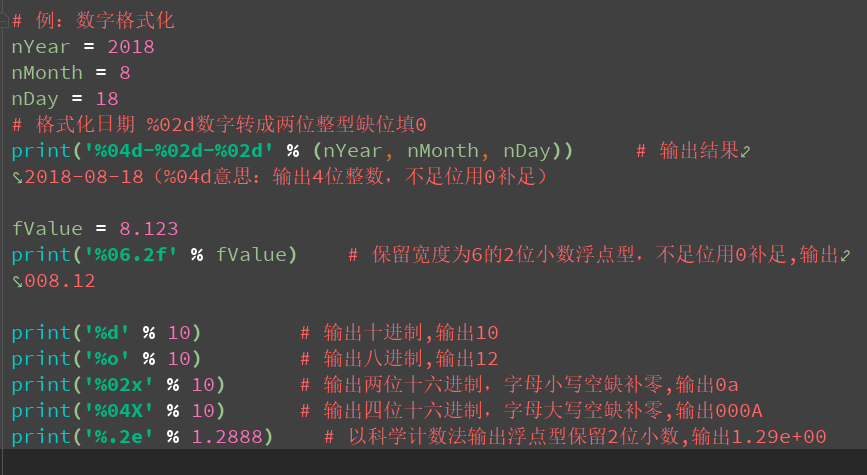 # 例：数字格式化
nYear = 2018
nMonth = 8
nDay = 18
# 格式化日期 %02d数字转成两位整型缺位填0
print('%04d-%02d-%02d' % (nYear, nMonth, nDay))     # 输出结果
2018-08-18（%04d意思：输出4位整数，不足位用0补足）
fValue = 8.123
print('%06.2f' % fValue)    # 保留宽度为6的2位小数浮点型，不足位用0补足,输出
008.12
print('%d' % 10)        # 输出十进制,输出10
print('%o' % 10)        # 输出八进制,输出12
print('%02x' % 10)      # 输出两位十六进制，字母小写空缺补零,输出0a
print('%04X' % 10)      # 输出四位十六进制，字母大写空缺补零,输出000A
print('%.2e' % 1.2888)    # 以科学计数法输出浮点型保留2位小数,输出1.29e+00